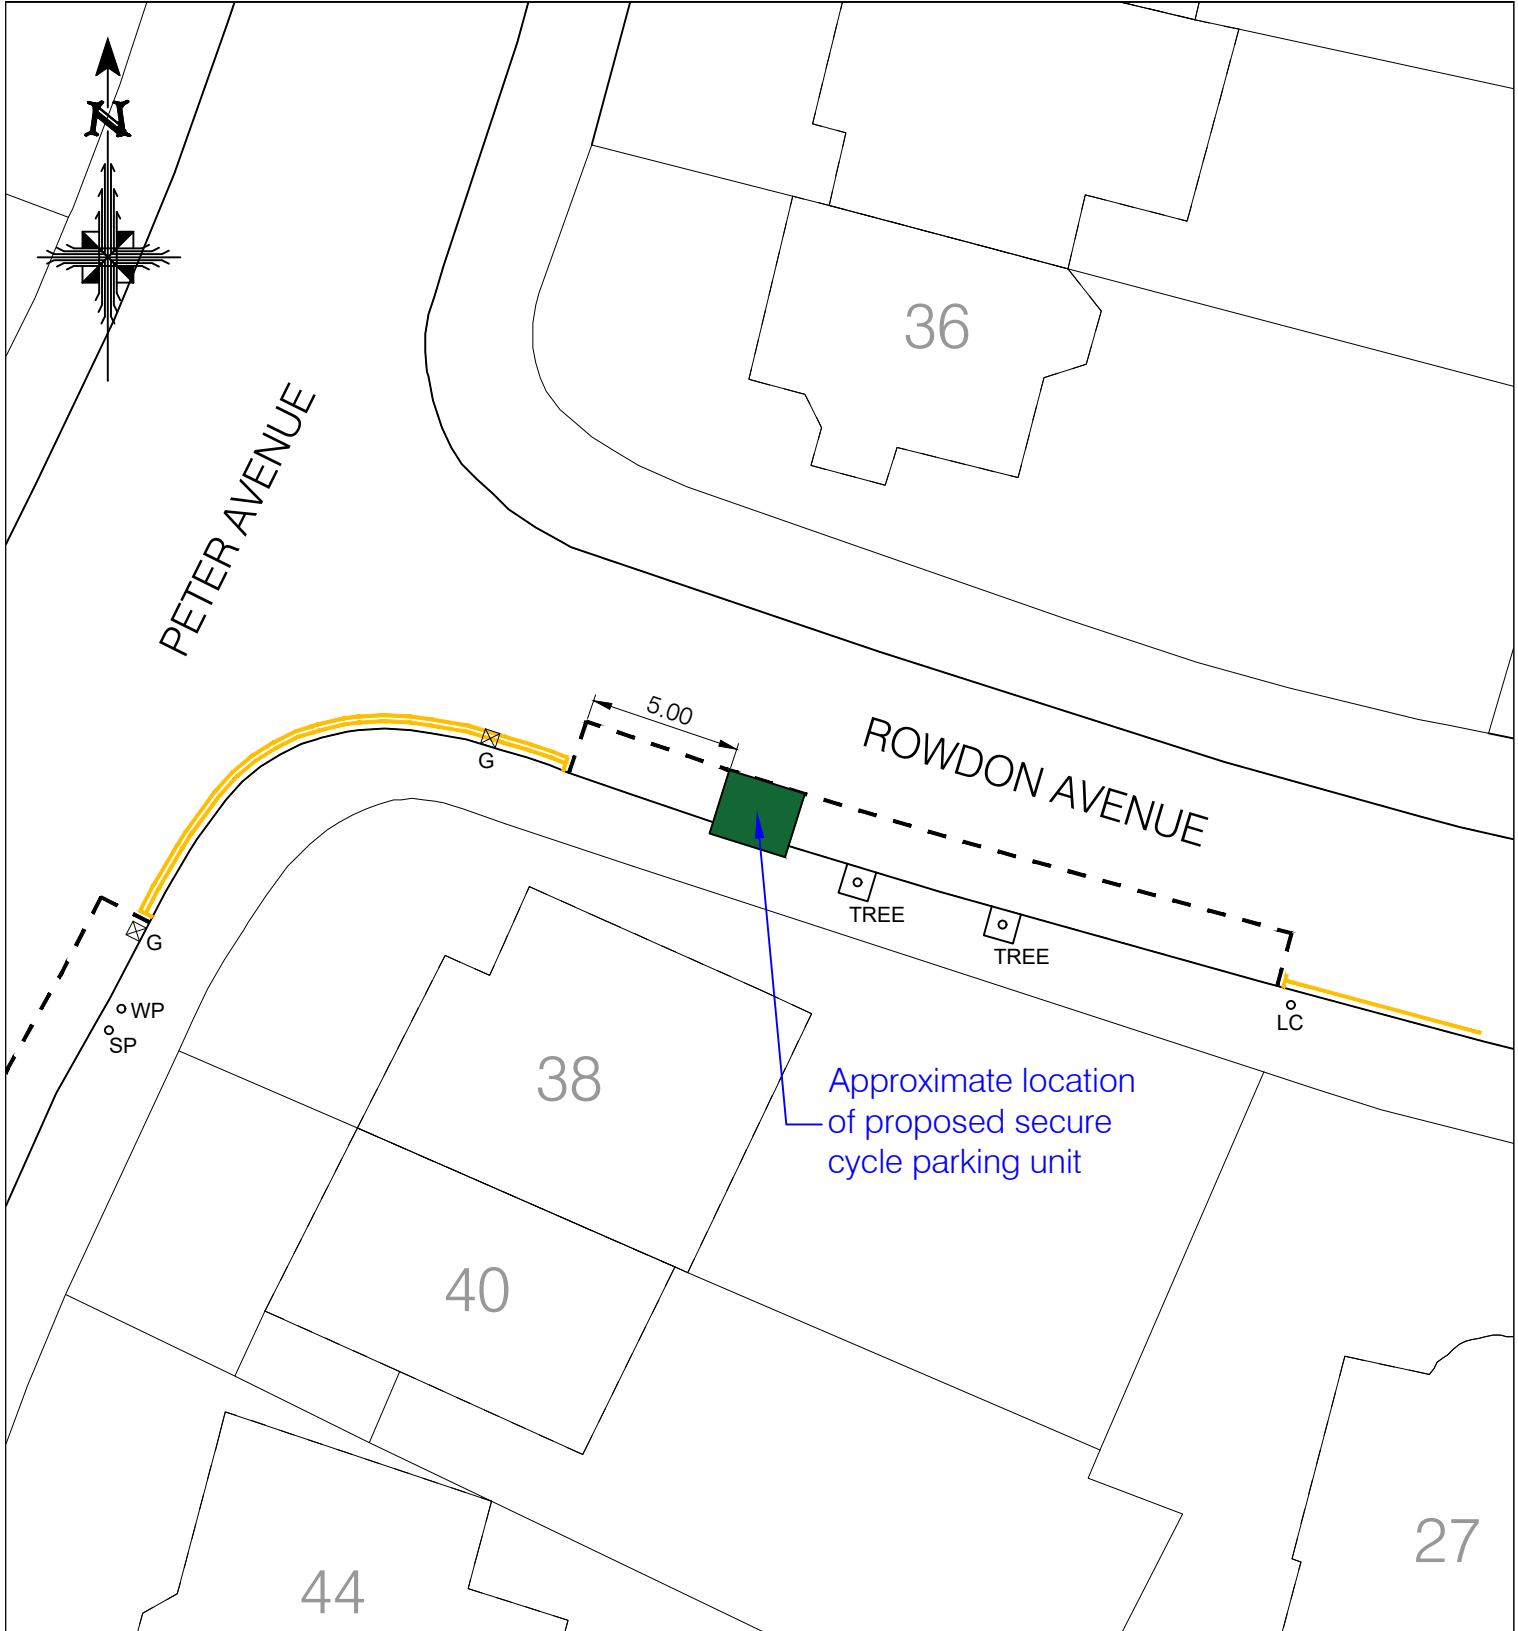 N
36
PETER AVENUE
5.00
ROWDON AVENUE
G
TREE
G
TREE
WP
LC
SP
38
Approximate location
of proposed secure
cycle parking unit
40
27
44